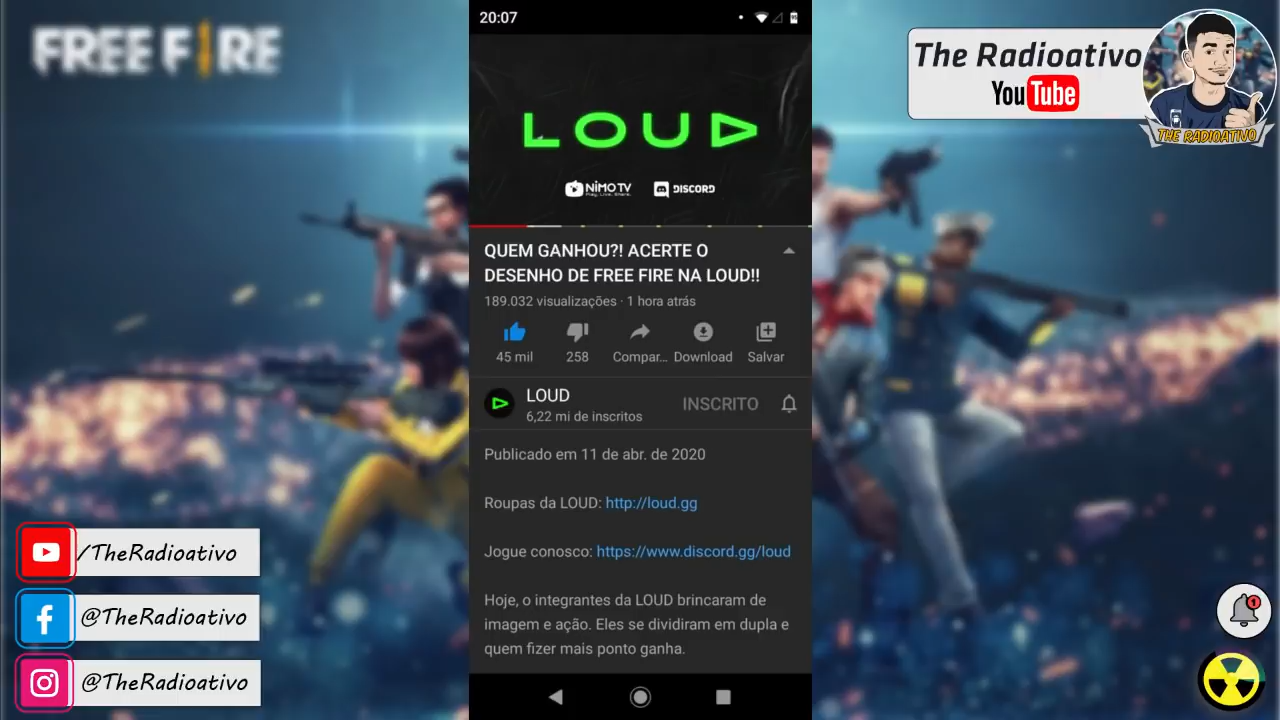 FREE FIRE
The Radioativo
YouTube
THE RADIOATIVO
20:07
LOUD
NIMO TV
Play. Live. Share.
DISCORD
QUEM GANHOU?! ACERTE O
DESENHO DE FREE FIRE NA LOUD!!
189.032 visualizações · 1 hora atrás
45 mil
258
Compar...
Download
Salvar
LOUD
6,22 mi de inscritos
INSCRITO
Publicado em 11 de abr. de 2020
Roupas da LOUD: http://loud.gg
Jogue conosco: https://www.discord.gg/loud
Hoje, o integrantes da LOUD brincaram de
imagem e ação. Eles se dividiram em dupla e
quem fizer mais ponto ganha.
/TheRadioativo
@TheRadioativo
@TheRadioativo
1